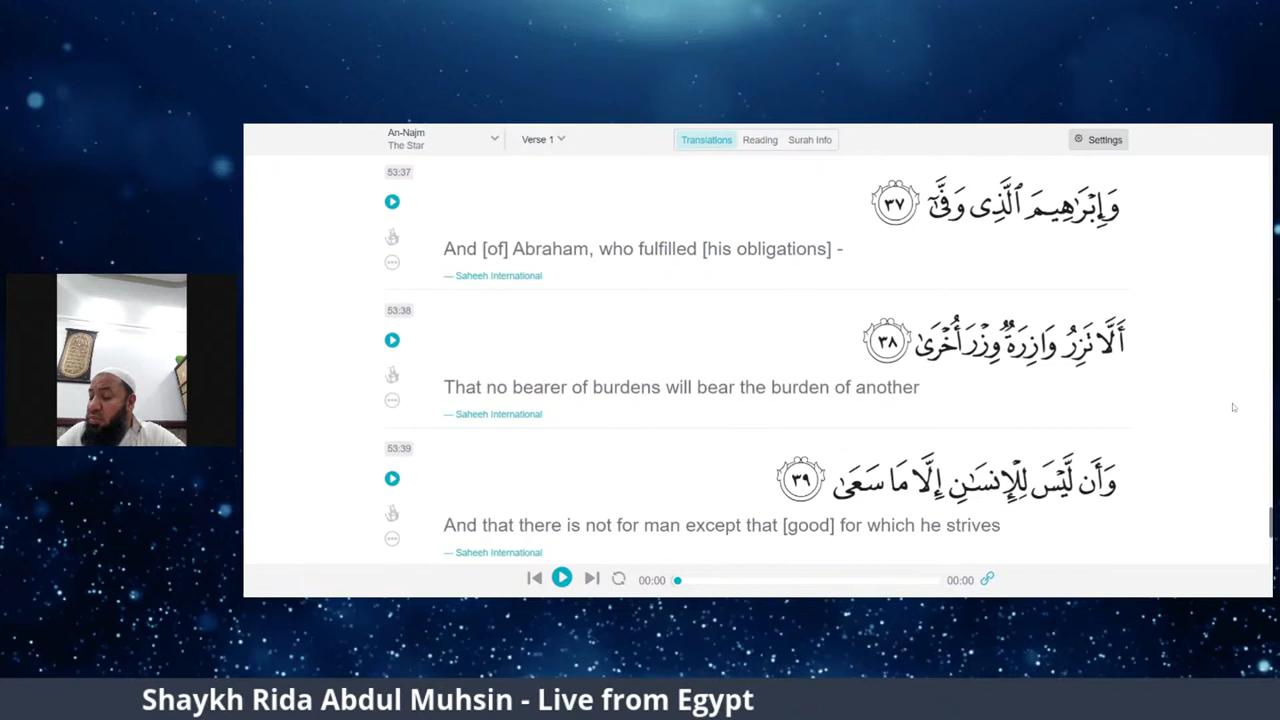 An-Najm
The Star
Verse 1
Translations
Reading
Surah Info
Settings
53:37
وَإِبْرَٰهِيمَ ٱلَّذِى وَفَّىٰٓ ٣٧
And [of] Abraham, who fulfilled [his obligations] -
— Saheeh International
53:38
أَلَّا تَزِرُ وَازِرَةٌ وِزْرَ أُخْرَىٰ ٣٨
That no bearer of burdens will bear the burden of another
— Saheeh International
53:39
وَأَن لَّيْسَ لِلْإِنسَـٰنِ إِلَّا مَا سَعَىٰ ٣٩
And that there is not for man except that [good] for which he strives
— Saheeh International
00:00
00:00
Shaykh Rida Abdul Muhsin - Live from Egypt